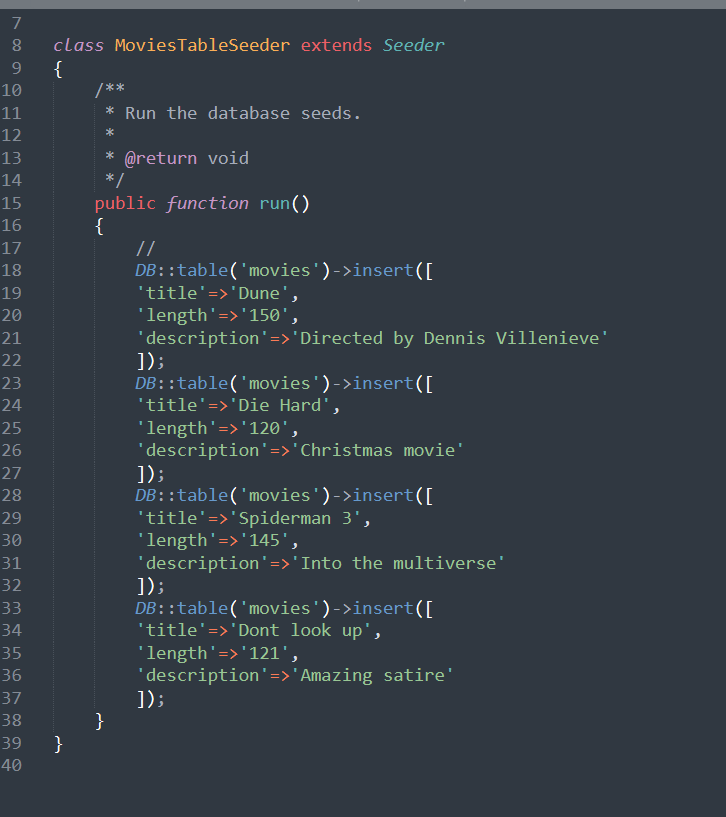 7
8 class MoviesTableSeeder extends Seeder
9 {
10 /**
11 * Run the database seeds.
12 *
13 * @return void
14 */
15 public function run()
16 {
17 //
18 DB::table('movies')->insert([
19 'title'=>'Dune',
20 'length'=>'150',
21 'description'=>'Directed by Dennis Villenieve'
22 ]);
23 DB::table('movies')->insert([
24 'title'=>'Die Hard',
25 'length'=>'120',
26 'description'=>'Christmas movie'
27 ]);
28 DB::table('movies')->insert([
29 'title'=>'Spiderman 3',
30 'length'=>'145',
31 'description'=>'Into the multiverse'
32 ]);
33 DB::table('movies')->insert([
34 'title'=>'Dont look up',
35 'length'=>'121',
36 'description'=>'Amazing satire'
37 ]);
38 }
39 }
40